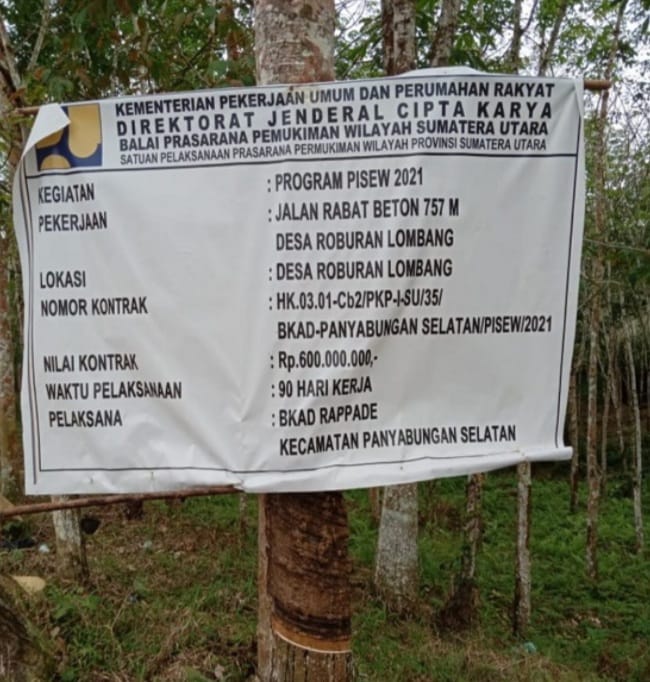 KEMENTERIAN PEKERJAAN UMUM DAN PERUMAHAN RAKYAT
DIREKTORAT JENDERAL CIPTA KARYA
BALAI PRASARANA PEMUKIMAN WILAYAH SUMATERA UTARA
SATUAN PELAKSANAAN PRASARANA PERMUKIMAN WILAYAH PROVINSI SUMATERA UTARA
KEGIATAN : PROGRAM PISEW 2021
PEKERJAAN : JALAN RABAT BETON 757 M
DESA ROBURAN LOMBANG
LOKASI : DESA ROBURAN LOMBANG
NOMOR KONTRAK : HK.03.01-Cb2/PKP-I-SU/35/
BKAD-PANYABUNGAN SELATAN/PISEW/2021
NILAI KONTRAK : Rp.600.000.000,-
WAKTU PELAKSANAAN : 90 HARI KERJA
PELAKSANA : BKAD RAPPADE
KECAMATAN PANYABUNGAN SELATAN